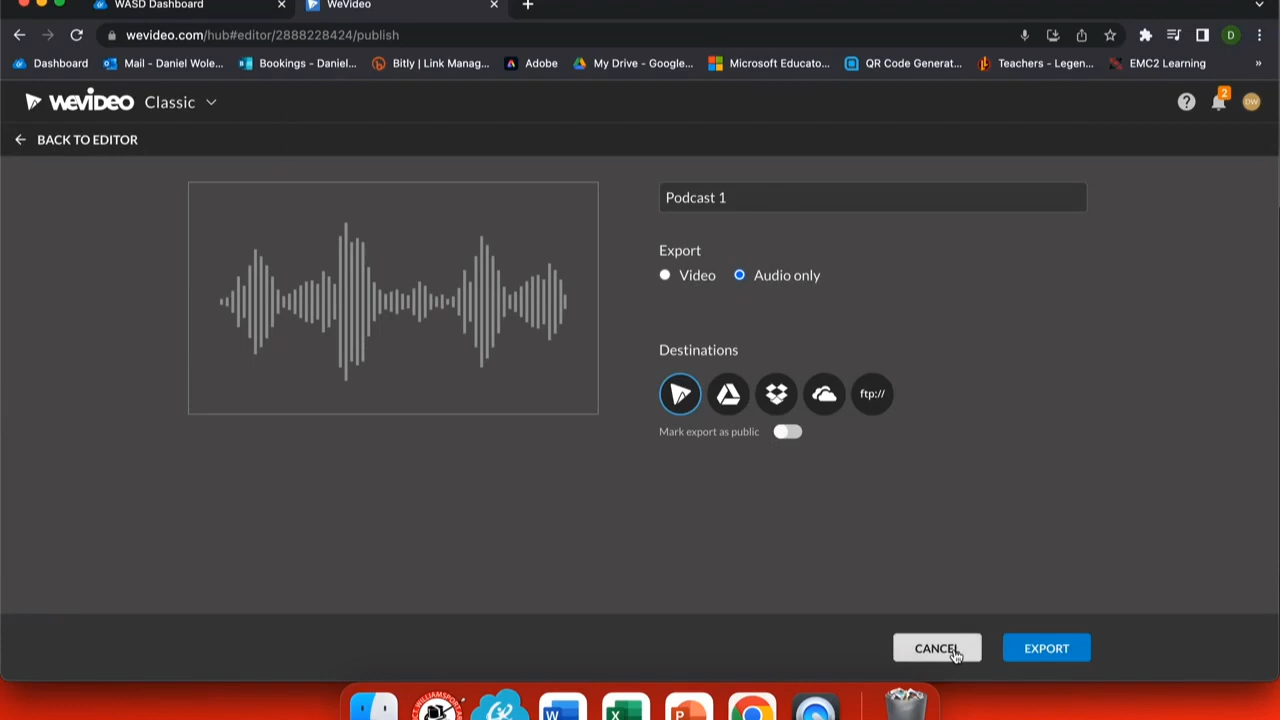 WASD Dashboard
WeVideo
wevideo.com/hub#editor/2888228424/publish
D
Dashboard
Mail - Daniel Wole...
Bookings - Daniel...
Bitly | Link Manag...
Adobe
My Drive - Google...
Microsoft Educato...
QR Code Generat...
Teachers - Legen...
EMC2 Learning
»
WEVIDEO Classic
2
DW
BACK TO EDITOR
Podcast 1
Export
Video
Audio only
Destinations
ftp://
Mark export as public
CANCEL
EXPORT
W
X
P